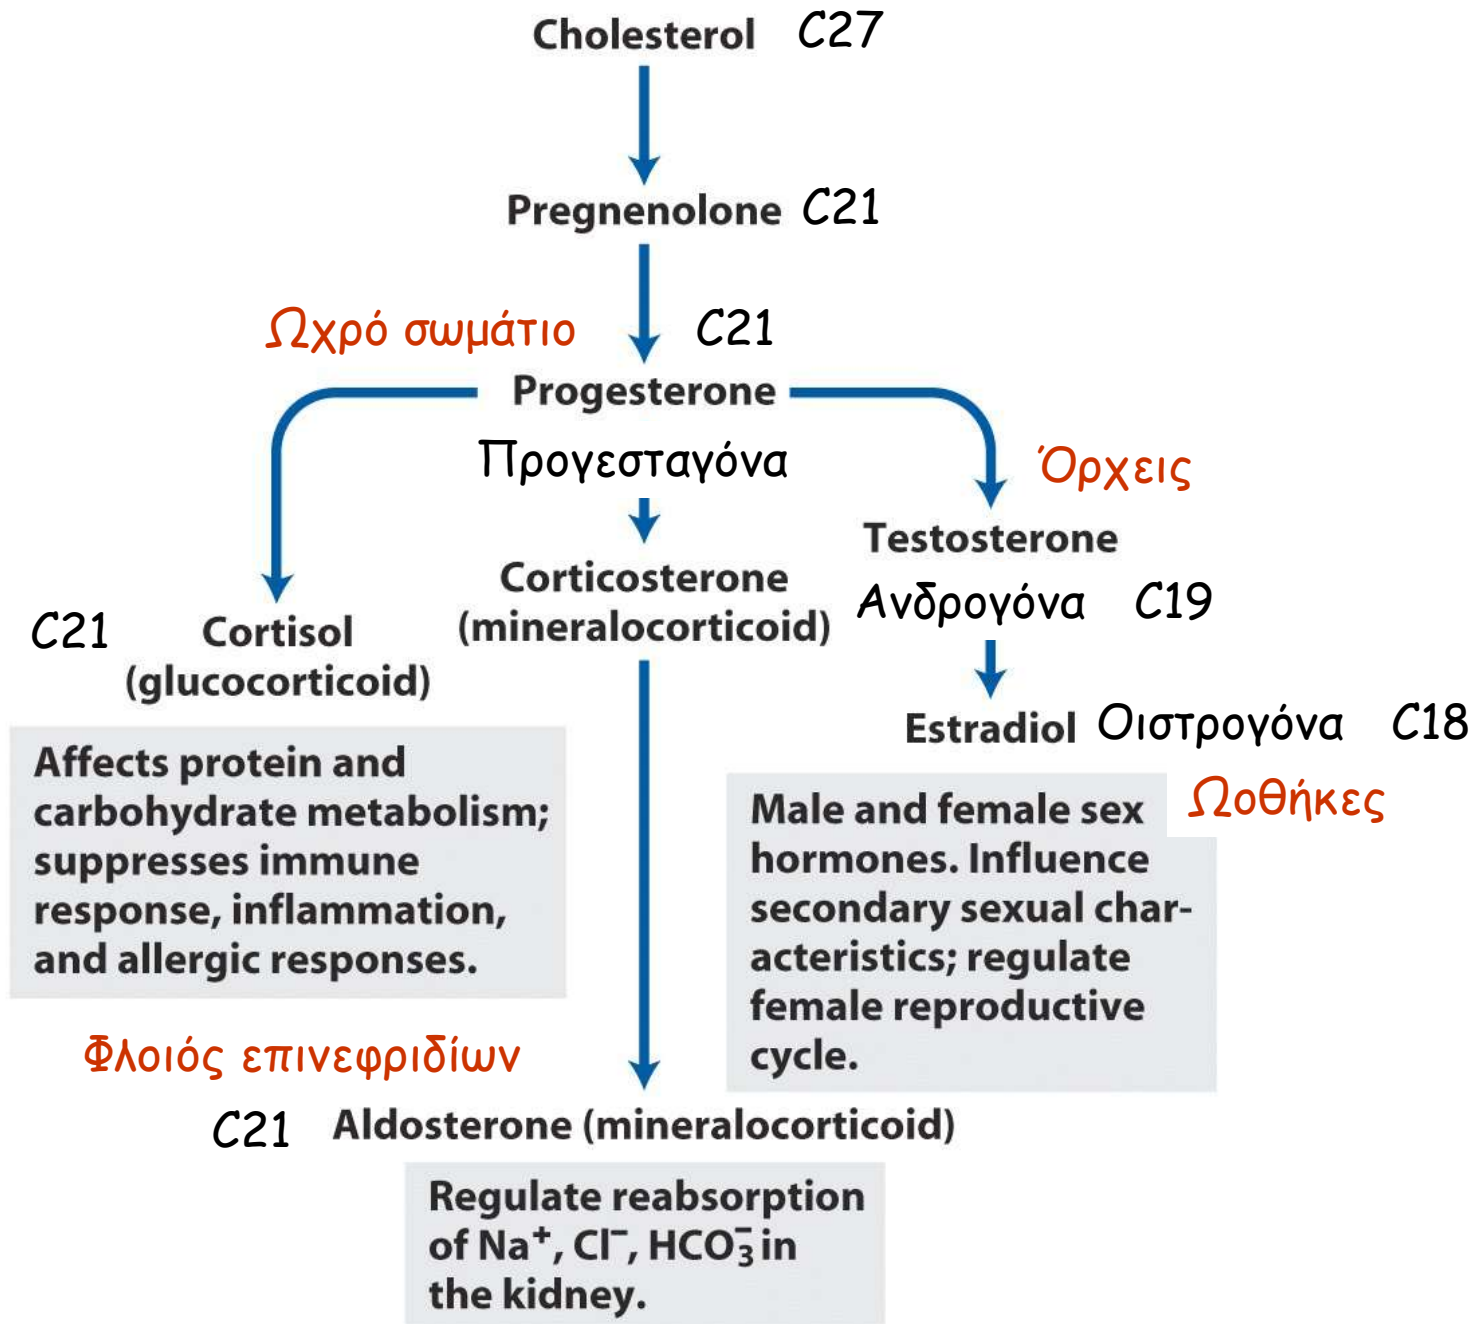 Cholesterol C27
Pregnenolone C21
Ωχρό σωμάτιο C21
Progesterone
Προγεσταγόνα
Όρχεις
Testosterone
Ανδρογόνα C19
Corticosterone
(mineralocorticoid)
C21 Cortisol
(glucocorticoid)
Estradiol Οιστρογόνα C18
Ωοθήκες
Affects protein and
carbohydrate metabolism;
suppresses immune
response, inflammation,
and allergic responses.
Male and female sex
hormones. Influence
secondary sexual char-
acteristics; regulate
female reproductive
cycle.
Φλοιός επινεφριδίων
C21 Aldosterone (mineralocorticoid)
Regulate reabsorption
of Na⁺, Cl⁻, HCO₃⁻ in
the kidney.